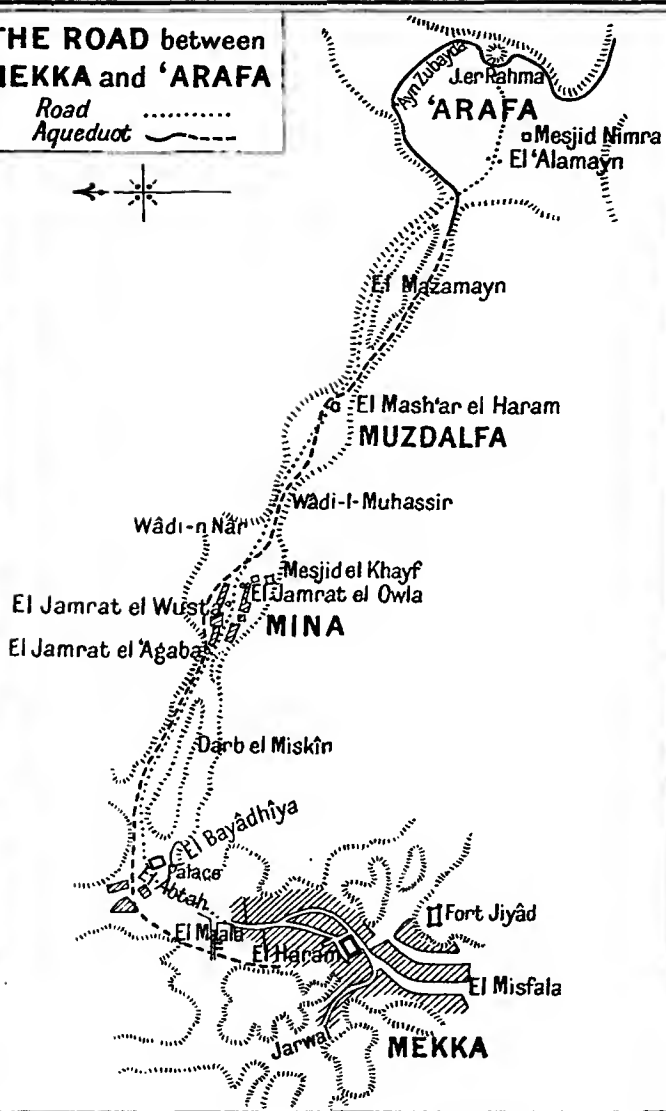 THE ROAD between
MEKKA and ‘ARAFA
Road
Aqueduct
‘Ayn Zubayda
J.er Rahma
‘ARAFA
Mesjid Nimra
El ‘Alamayn
El Mazamayn
El Mash‘ar el Haram
MUZDALFA
Wâdi-l-Muhassir
Wâdi-n Nâr
Mesjid el Khayf
El Jamrat el Owla
El Jamrat el Wusta
MINA
El Jamrat el ‘Agaba
Darb el Miskîn
El Bayâdhîya
Palace
El Abtah
El Maala
El Haram
Fort Jiyâd
El Misfala
Jarwal
MEKKA